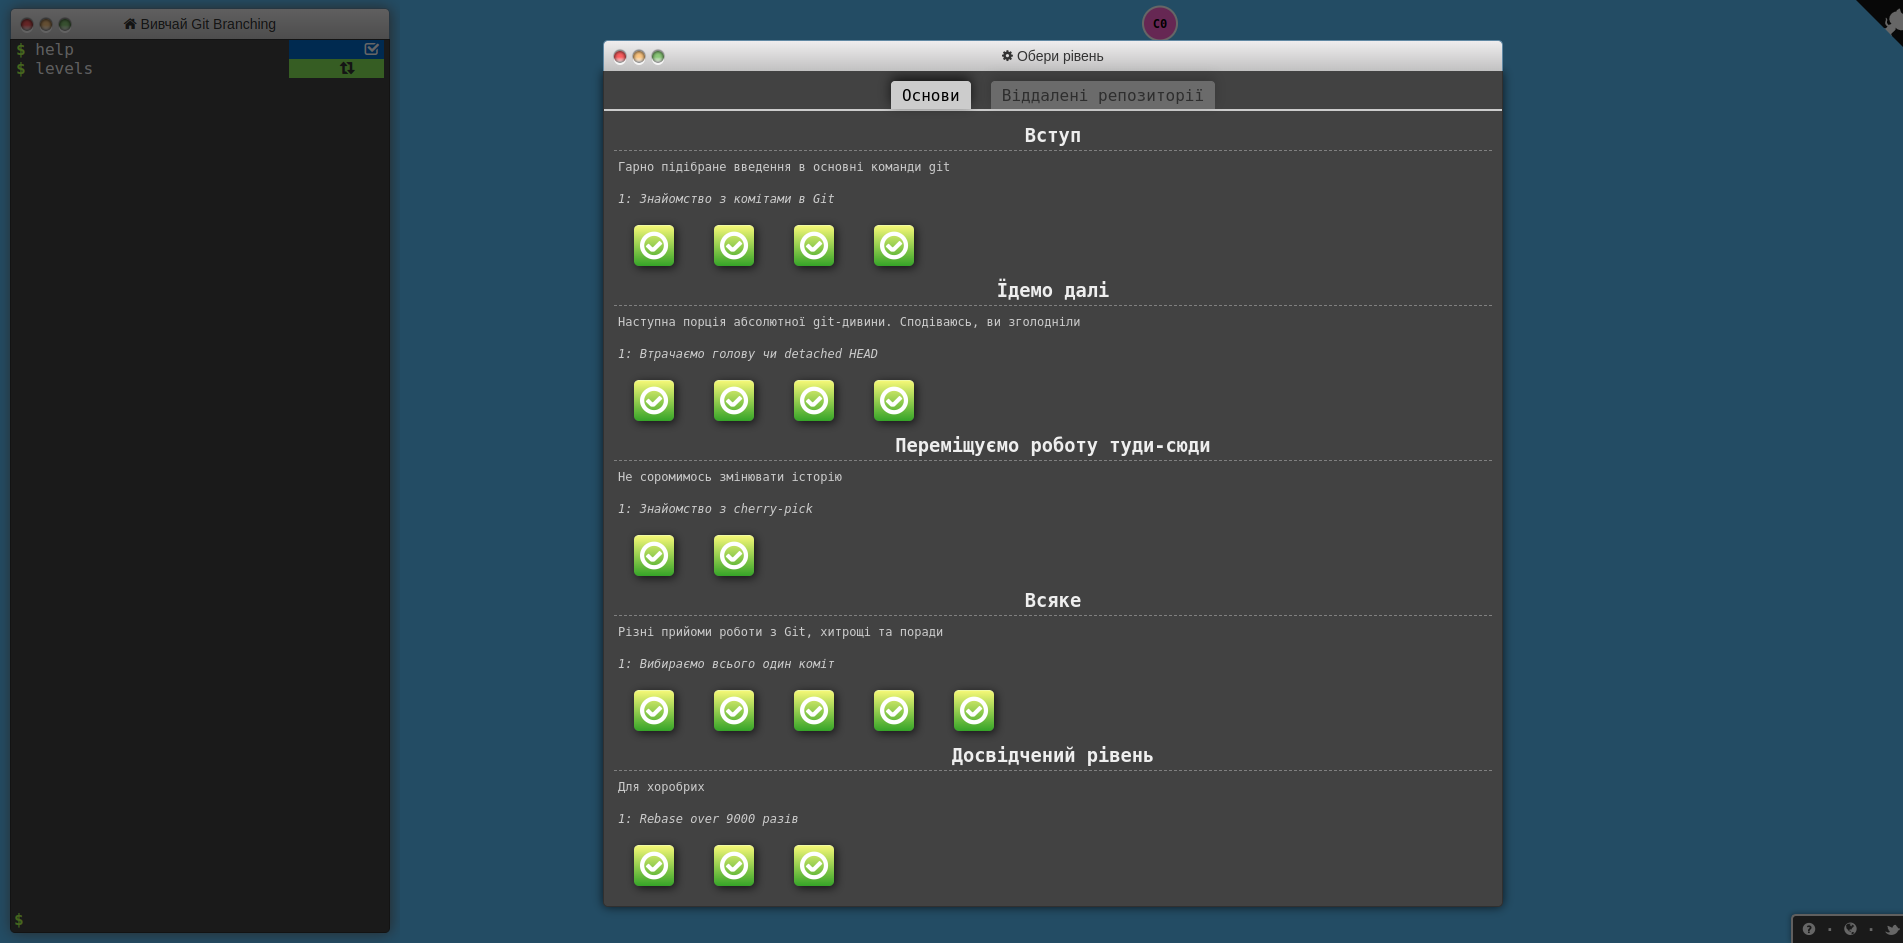 Вивчай Git Branching
$ help
$ levels
$
C0
Обери рівень
Основи
Віддалені репозиторії
Вступ
Гарно підібране введення в основні команди git
1: Знайомство з комітами в Git
Їдемо далі
Наступна порція абсолютної git-дивини. Сподіваюсь, ви зголодніли
1: Втрачаємо голову чи detached HEAD
Переміщуємо роботу туди-сюди
Не соромимось змінювати історію
1: Знайомство з cherry-pick
Всяке
Різні прийоми роботи з Git, хитрощі та поради
1: Вибираємо всього один коміт
Досвідчений рівень
Для хоробрих
1: Rebase over 9000 разів